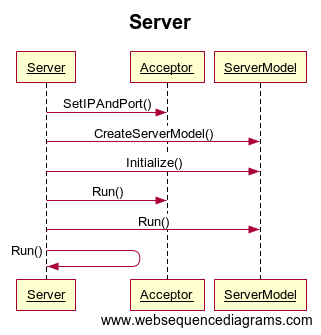 Server
Server Acceptor ServerModel
SetIPAndPort()
CreateServerModel()
Initialize()
Run()
Run()
Run()
Server Acceptor ServerModel
www.websequencediagrams.com